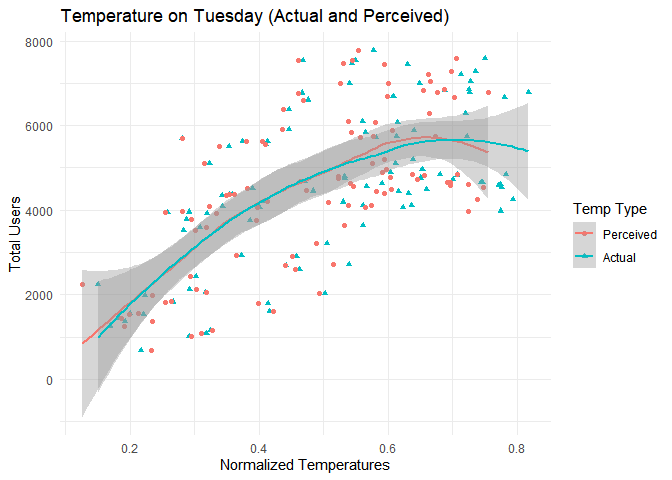 Temperature on Tuesday (Actual and Perceived)
8000
6000
4000
2000
0
Total Users
0.2 0.4 0.6 0.8
Normalized Temperatures
Temp Type
Perceived
Actual